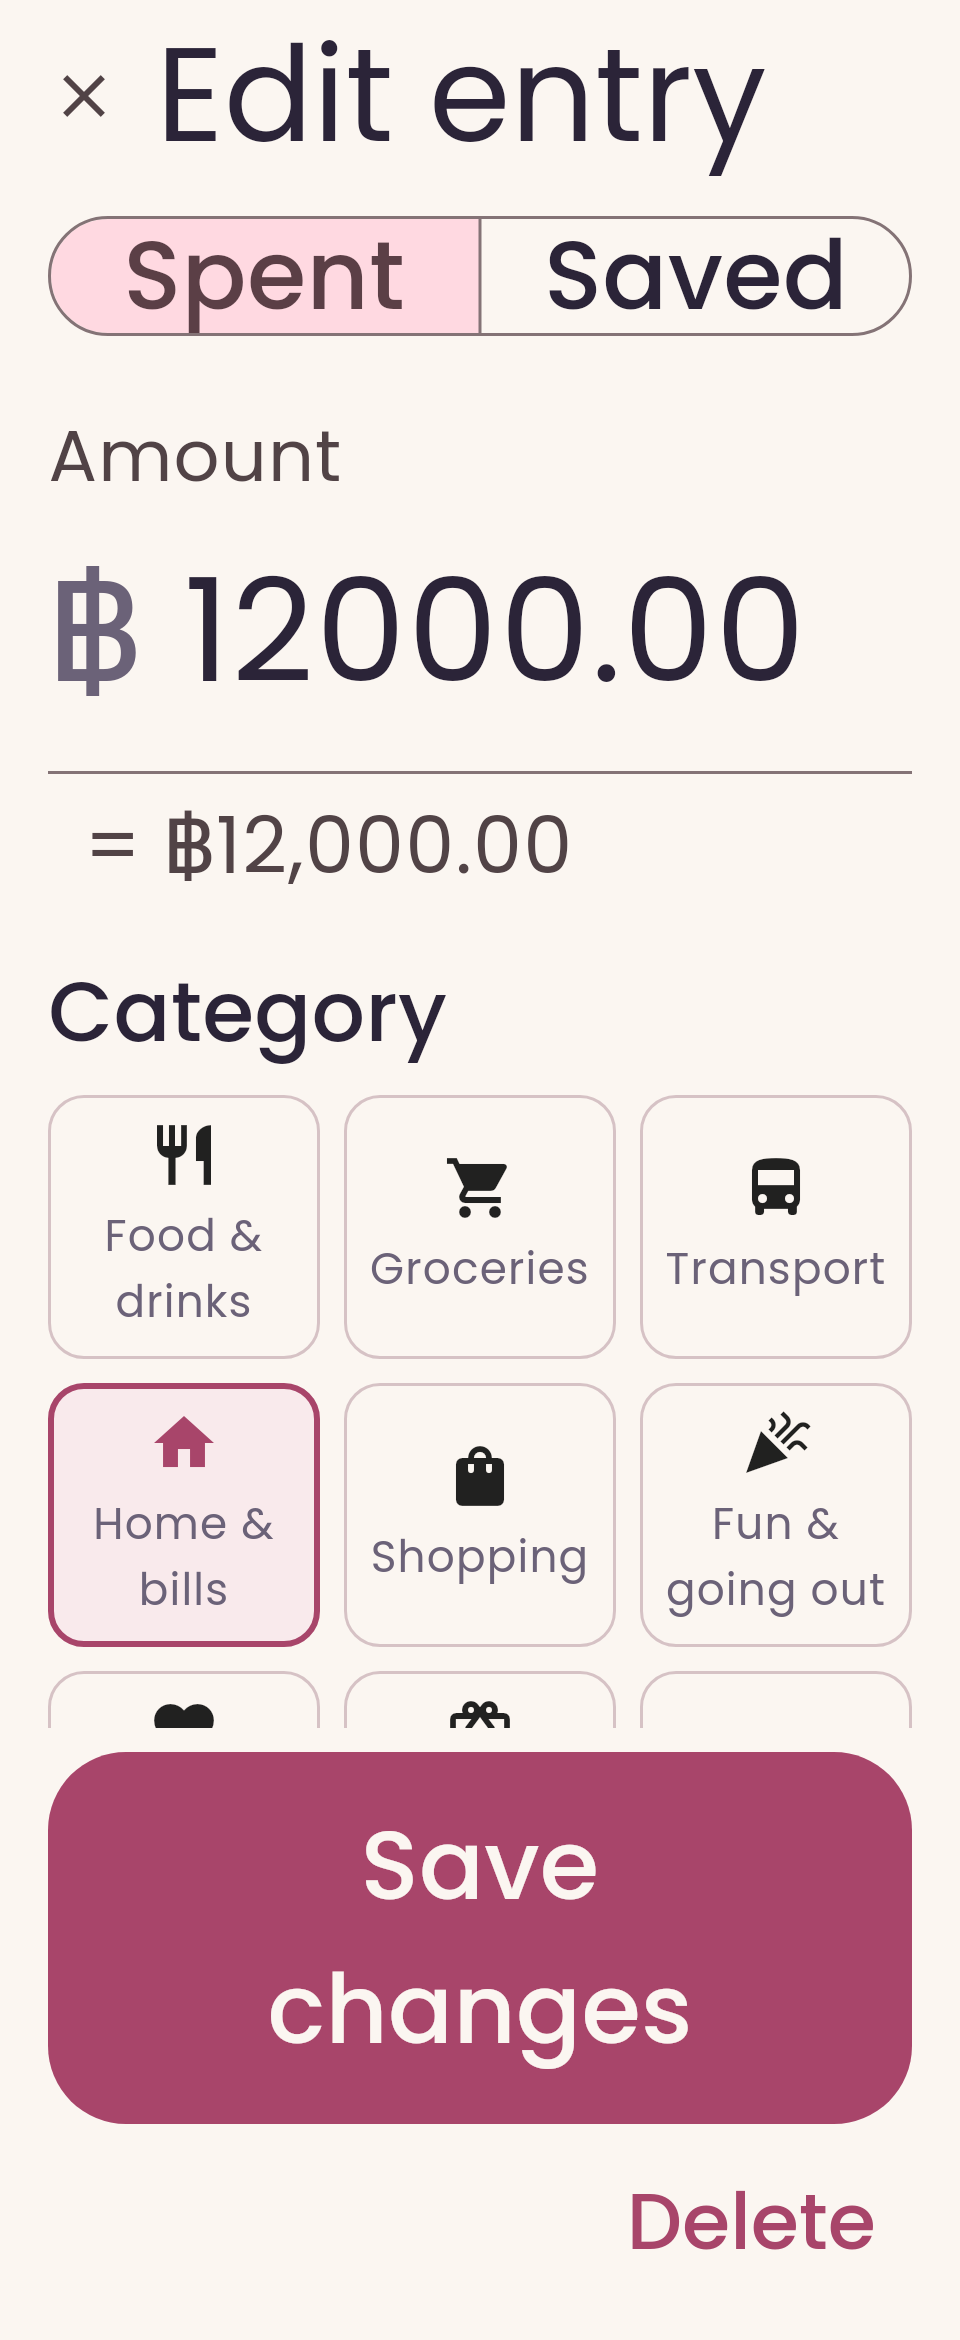 Edit entry
Spent
Saved
Amount
฿ 12000.00
= ฿12,000.00
Category
Food &
drinks
Groceries
Transport
Home &
bills
Shopping
Fun &
going out
Save
changes
Delete